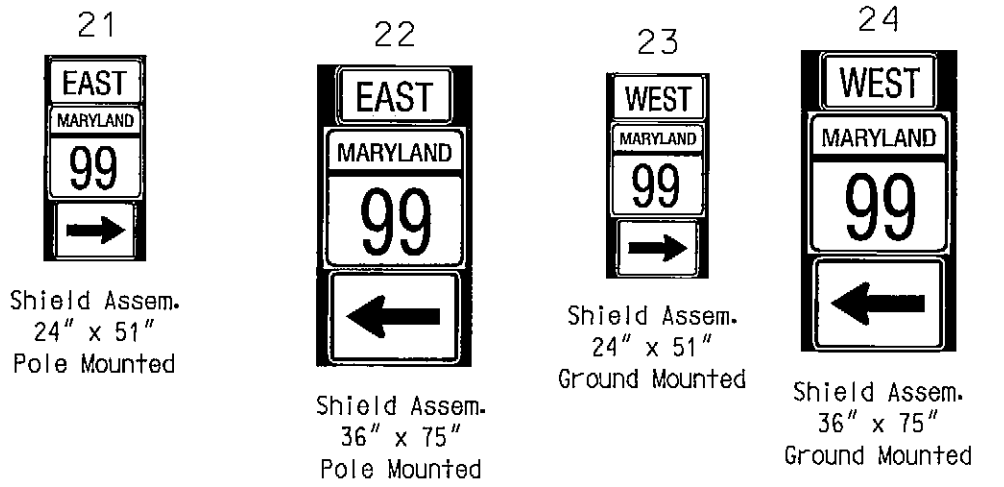 21
EAST
MARYLAND
99
Shield Assem.
24" x 51"
Pole Mounted
22
EAST
MARYLAND
99
Shield Assem.
36" x 75"
Pole Mounted
23
WEST
MARYLAND
99
Shield Assem.
24" x 51"
Ground Mounted
24
WEST
MARYLAND
99
Shield Assem.
36" x 75"
Ground Mounted